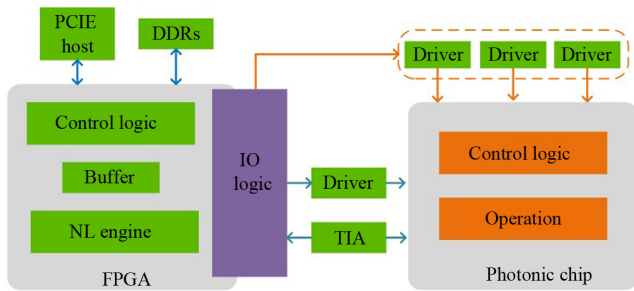 PCIE
host
DDRs
Driver
Driver
Driver
Control logic
Buffer
NL engine
FPGA
IO
logic
Driver
TIA
Control logic
Operation
Photonic chip